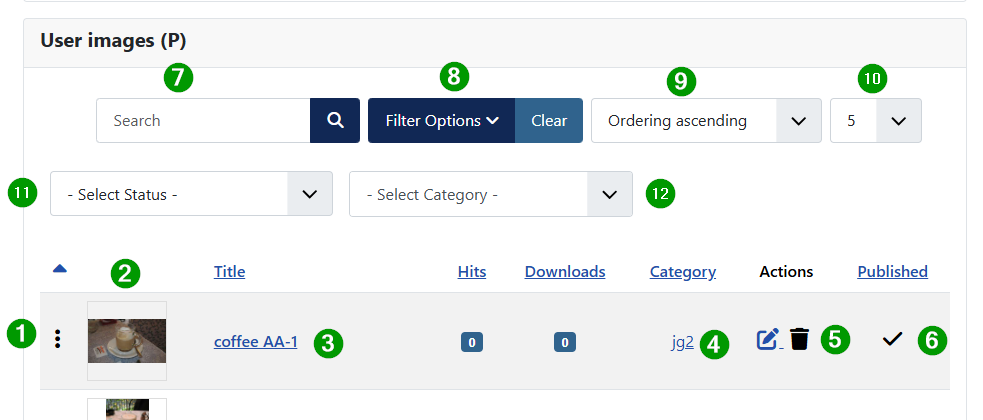 User images (P)
7 8 9 10
Search Filter Options Clear Ordering ascending 5
11 - Select Status - - Select Category - 12
2 Title Hits Downloads Category Actions Published
1 coffee AA-1 3 0 0 jg2 4 5 6